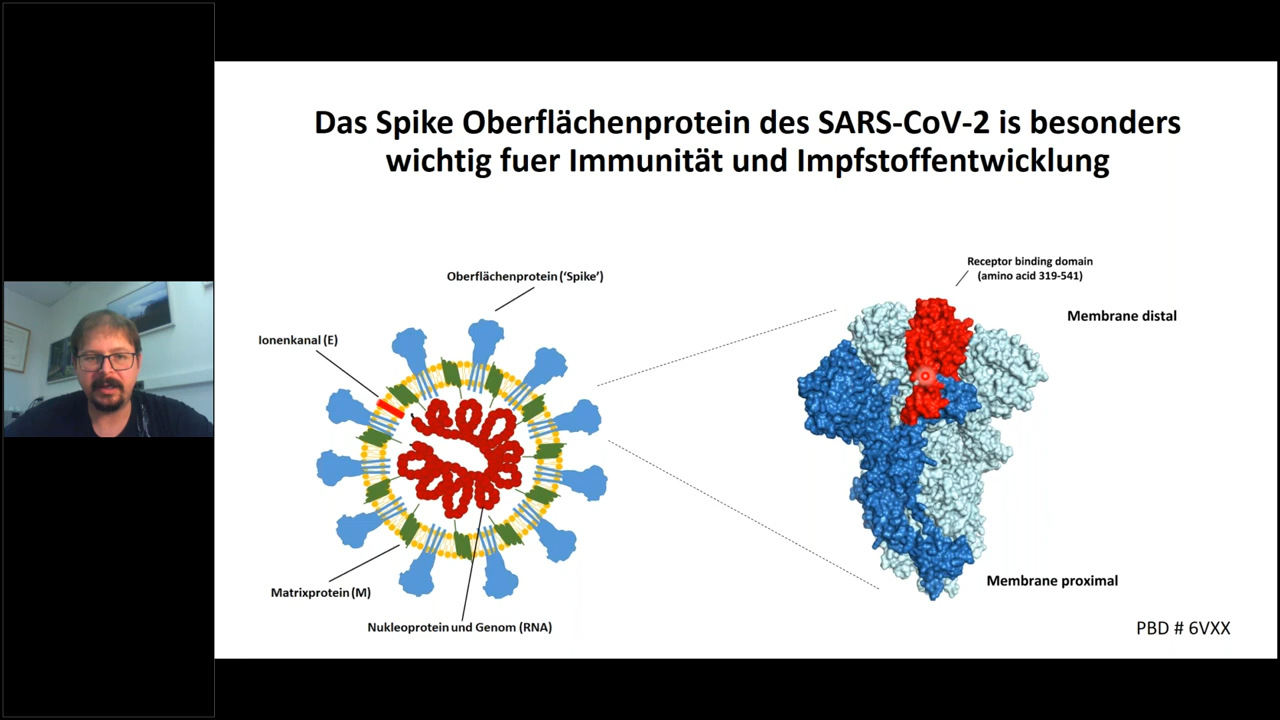 Das Spike Oberflächenprotein des SARS-CoV-2 is besonders
wichtig fuer Immunität und Impfstoffentwicklung
Oberflächenprotein (‘Spike’)
Ionenkanal (E)
Matrixprotein (M)
Nukleoprotein und Genom (RNA)
Receptor binding domain
(amino acid 319-541)
Membrane distal
Membrane proximal
PBD # 6VXX